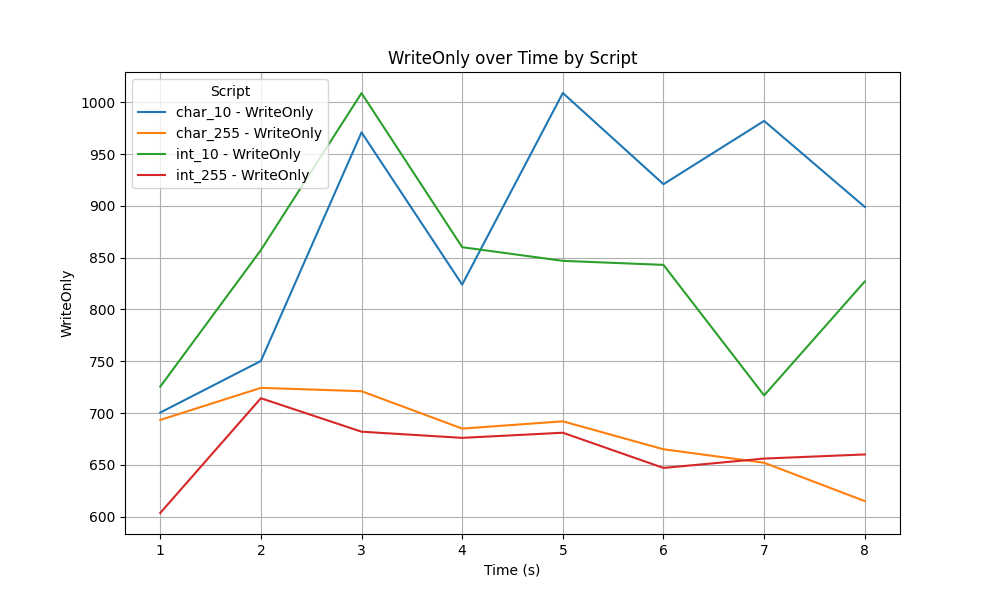 WriteOnly over Time by Script
Script
char_10 - WriteOnly
char_255 - WriteOnly
int_10 - WriteOnly
int_255 - WriteOnly
WriteOnly
1000
950
900
850
800
750
700
650
600
1 2 3 4 5 6 7 8
Time (s)